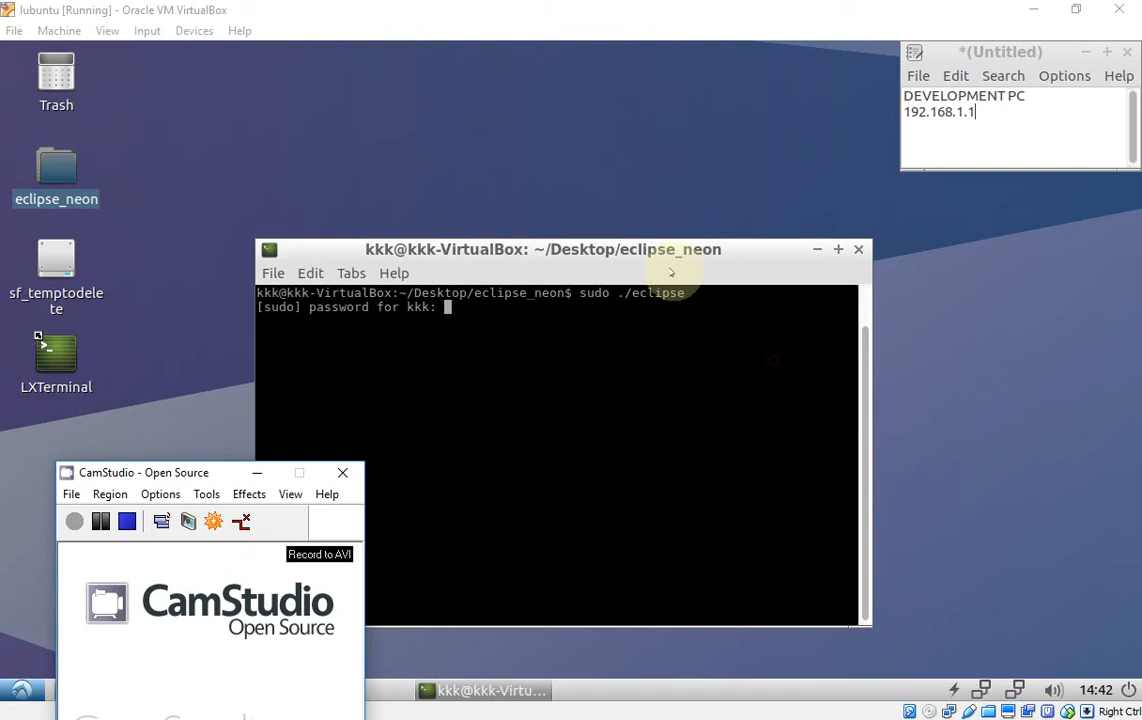 lubuntu [Running] - Oracle VM VirtualBox
File Machine View Input Devices Help
Trash
eclipse_neon
sf_temptodele
te
LXTerminal
*(Untitled)
File Edit Search Options Help
DEVELOPMENT PC
192.168.1.1
kkk@kkk-VirtualBox: ~/Desktop/eclipse_neon
File Edit Tabs Help
kkk@kkk-VirtualBox:~/Desktop/eclipse_neon$ sudo ./eclipse
[sudo] password for kkk:
CamStudio - Open Source
File Region Options Tools Effects View Help
Record to AVI
CamStudio
Open Source
kkk@kkk-Virtu...
14:42
Right Ctrl